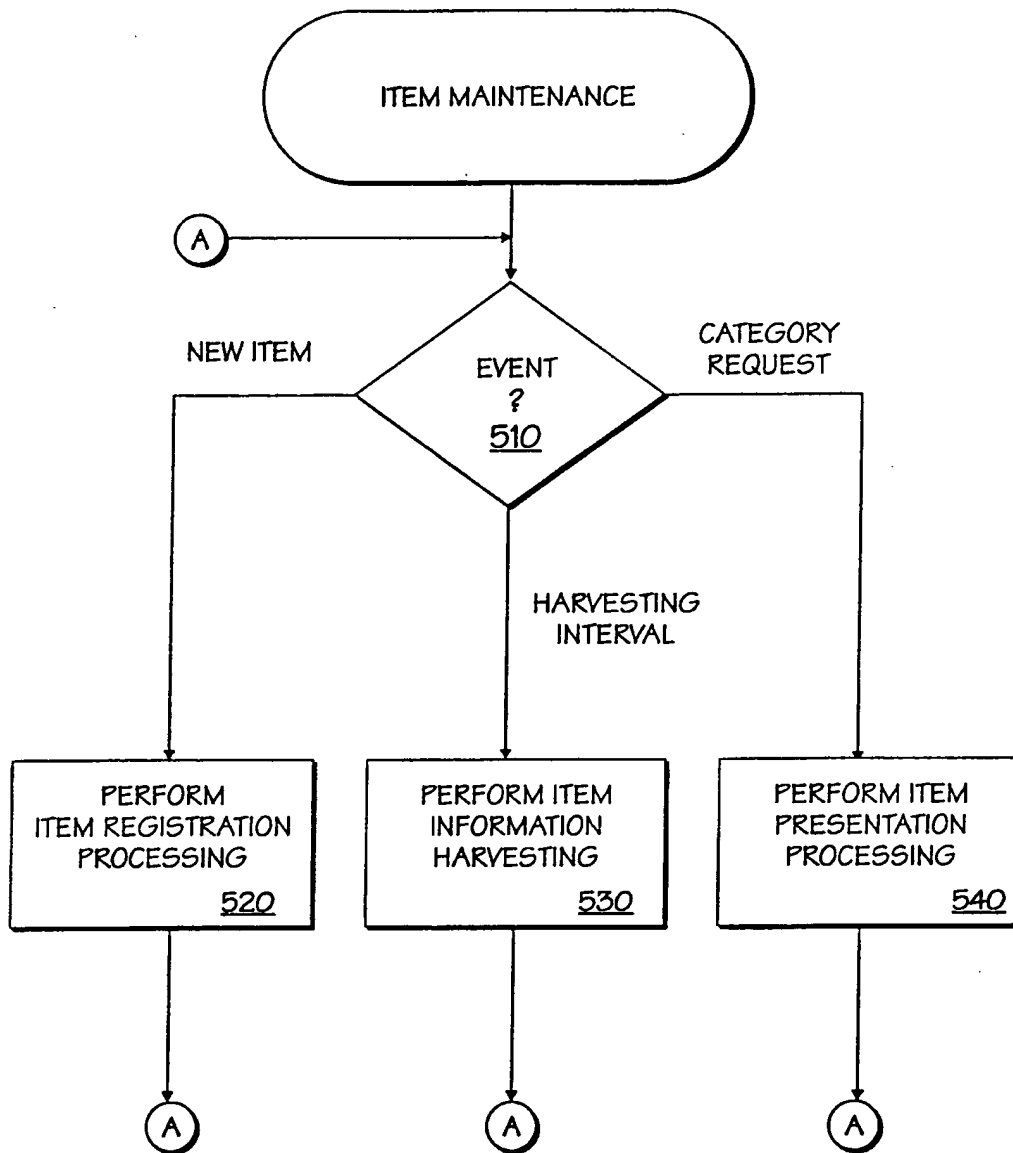 ITEM MAINTENANCE
A
NEW ITEM
EVENT
?
510
CATEGORY
REQUEST
HARVESTING
INTERVAL
PERFORM
ITEM REGISTRATION
PROCESSING
520
PERFORM ITEM
INFORMATION
HARVESTING
530
PERFORM ITEM
PRESENTATION
PROCESSING
540
A
A
A